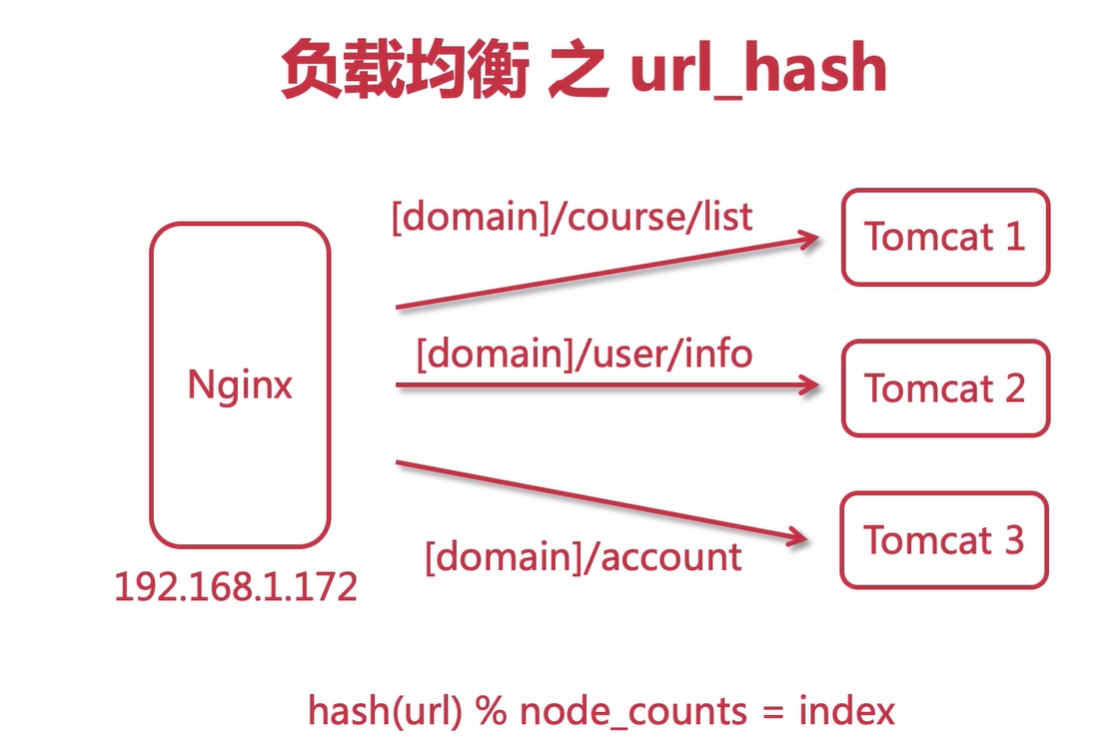 负载均衡 之 url_hash
[domain]/course/list
Tomcat 1
[domain]/user/info
Nginx
Tomcat 2
[domain]/account
Tomcat 3
192.168.1.172
hash(url) % node_counts = index